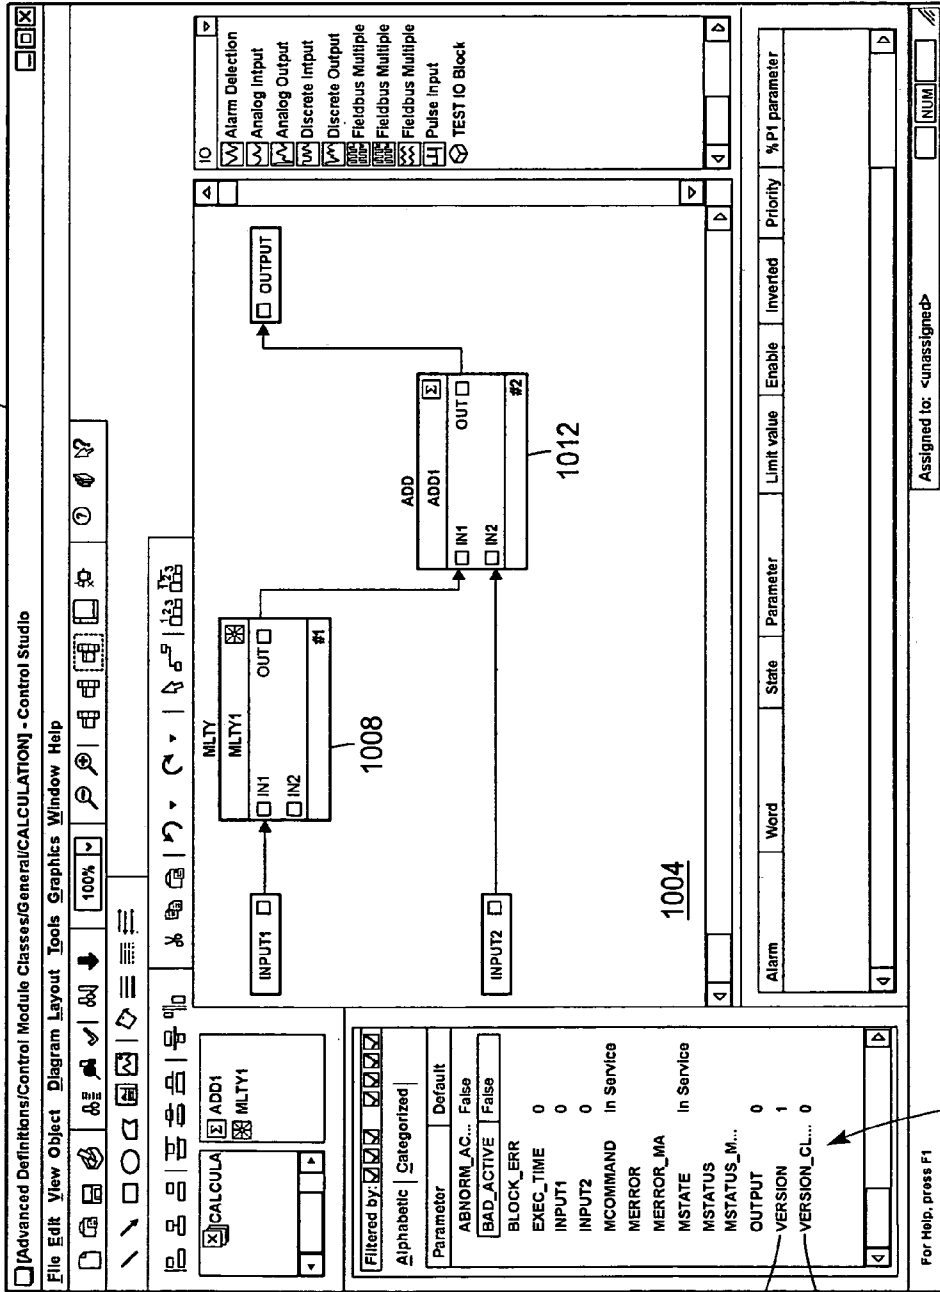 [Advanced Definitions/Control Module Classes/General/CALCULATION] - Control Studio
File Edit View Object Diagram Layout Tools Graphics Window Help
100%
CALCULA
ADD1
MLTY1
Filtered by:
Alphabetic Categorized
Parameter Default
ABNORM_AC... False
BAD_ACTIVE False
BLOCK_ERR
EXEC_TIME 0
INPUT1 0
INPUT2 0
MCOMMAND In Service
MERROR
MERROR_MA
MSTATE In Service
MSTATUS
MSTATUS_M...
OUTPUT 0
VERSION 1
VERSION_CL... 0
INPUT1
INPUT2
MLTY
MLTY1
IN1
IN2
OUT
#1
1008
ADD
ADD1
Σ
IN1
IN2
OUT
#2
1012
OUTPUT
1004
IO
Alarm Delection
Analog Intput
Analog Output
Discrete Intput
Discrete Output
Fieldbus Multiple
Fieldbus Multiple
Fieldbus Multiple
Pulse Input
TEST IO Block
Alarm Word State Parameter Limit value Enable Inverted Priority %P1 parameter
For Help, press F1
Assigned to: <unassigned>
NUM